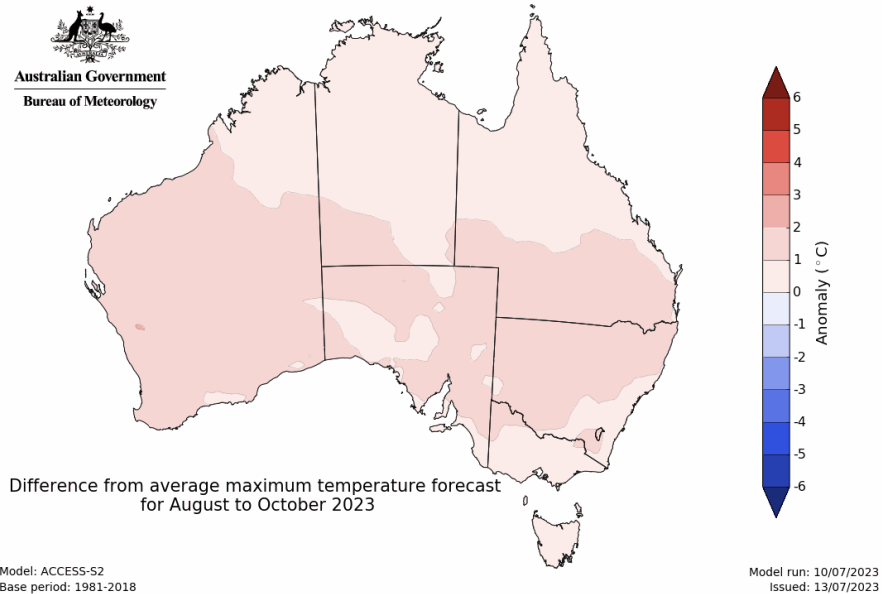 Australian Government
Bureau of Meteorology
6
5
4
3
2
1
0
-1
-2
-3
-4
-5
-6
Anomaly (°C)
Difference from average maximum temperature forecast
for August to October 2023
Model: ACCESS-S2
Base period: 1981-2018
Model run: 10/07/2023
Issued: 13/07/2023